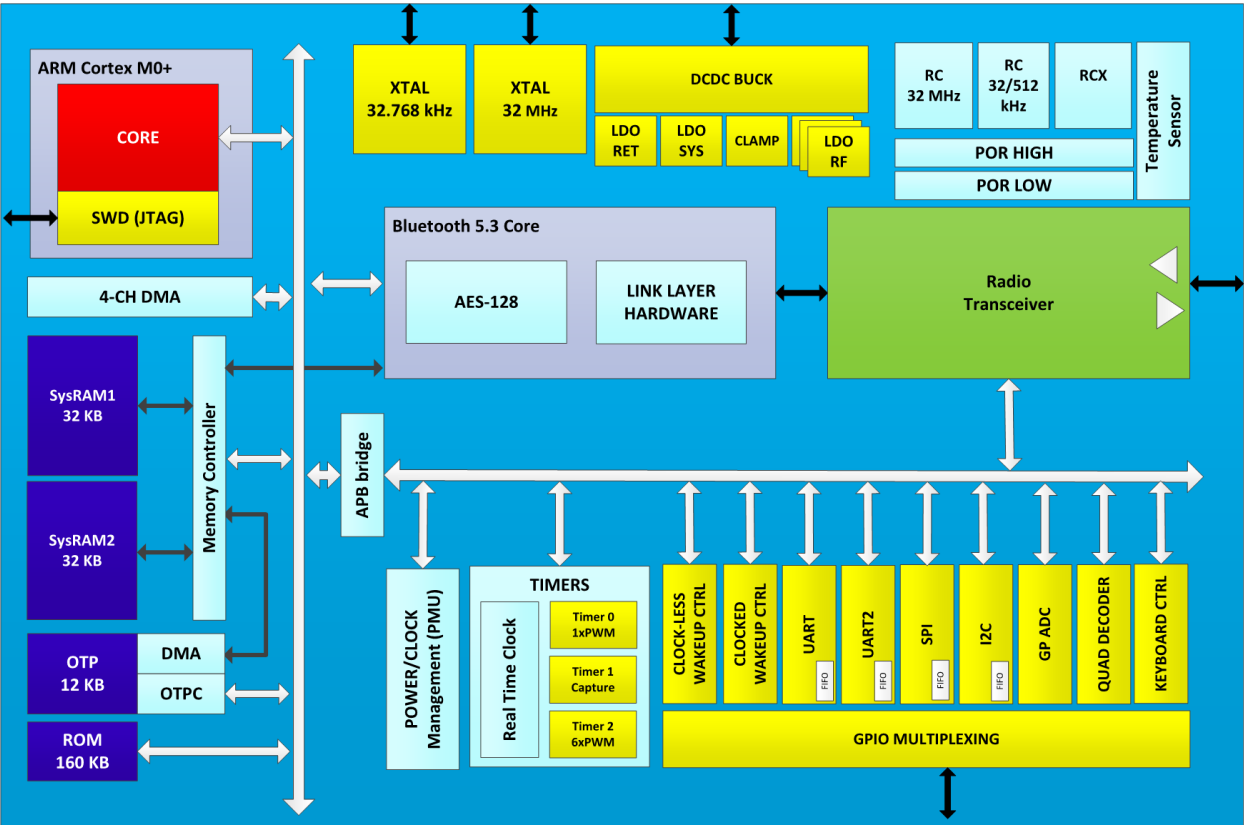 ARM Cortex M0+
CORE
SWD (JTAG)
XTAL
32.768 kHz
XTAL
32 MHz
DCDC BUCK
LDO
RET
LDO
SYS
CLAMP
LDO
RF
RC
32 MHz
RC
32/512
kHz
RCX
POR HIGH
POR LOW
Temperature
Sensor
4-CH DMA
Bluetooth 5.3 Core
AES-128
LINK LAYER
HARDWARE
Radio
Transceiver
SysRAM1
32 KB
SysRAM2
32 KB
Memory Controller
APB bridge
OTP
12 KB
DMA
OTPC
ROM
160 KB
POWER/CLOCK
Management (PMU)
TIMERS
Real Time Clock
Timer 0
1xPWM
Timer 1
Capture
Timer 2
6xPWM
CLOCK-LESS
WAKEUP CTRL
CLOCKED
WAKEUP CTRL
UART
FIFO
UART2
FIFO
SPI
FIFO
I2C
FIFO
GP ADC
QUAD DECODER
KEYBOARD CTRL
GPIO MULTIPLEXING